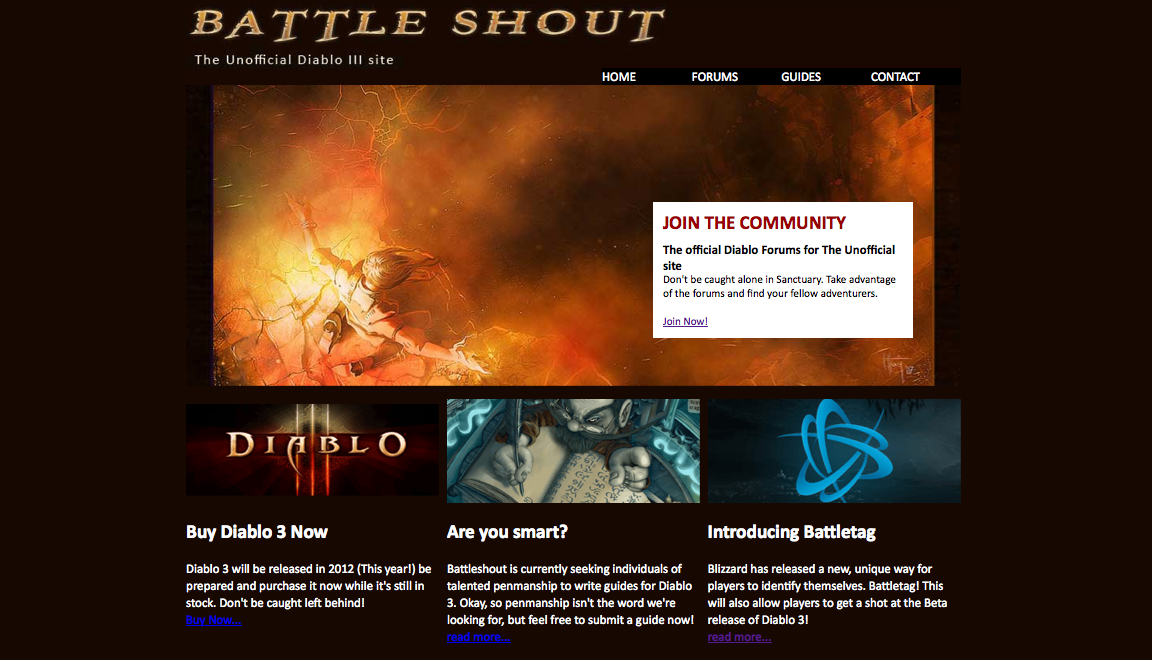 BATTLE SHOUT
The Unofficial Diablo III site
HOME FORUMS GUIDES CONTACT
JOIN THE COMMUNITY
The official Diablo Forums for The Unofficial
site
Don't be caught alone in Sanctuary. Take advantage
of the forums and find your fellow adventurers.
Join Now!
DIABLO
Buy Diablo 3 Now
Diablo 3 will be released in 2012 (This year!) be
prepared and purchase it now while it's still in
stock. Don't be caught left behind!
Buy Now...
Are you smart?
Battleshout is currently seeking individuals of
talented penmanship to write guides for Diablo
3. Okay, so penmanship isn't the word we're
looking for, but feel free to submit a guide now!
read more...
Introducing Battletag
Blizzard has released a new, unique way for
players to identify themselves. Battletag! This
will also allow players to get a shot at the Beta
release of Diablo 3!
read more...